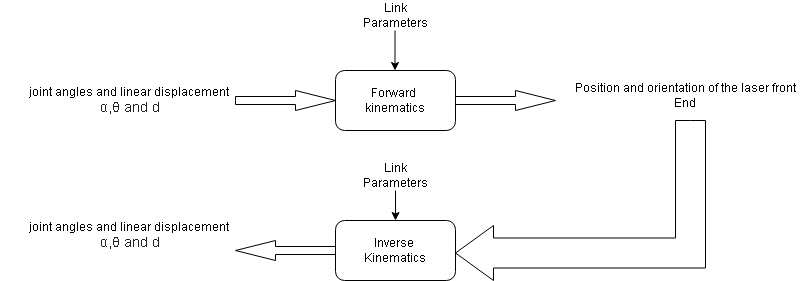 Link
Parameters
joint angles and linear displacement
α,θ and d
Forward
kinematics
Position and orientation of the laser front
End
Link
Parameters
joint angles and linear displacement
α,θ and d
Inverse
Kinematics